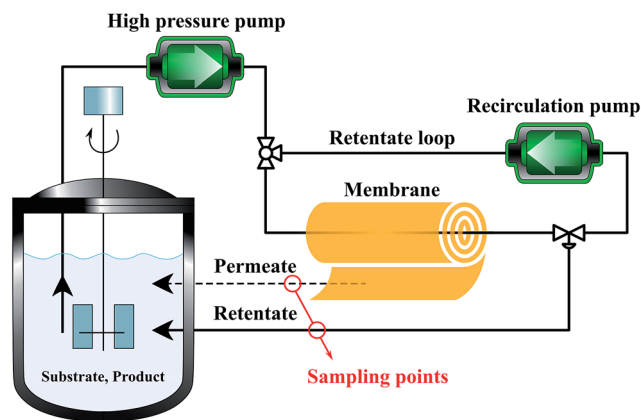 High pressure pump
Recirculation pump
Retentate loop
Membrane
Permeate
Retentate
Substrate, Product
Sampling points